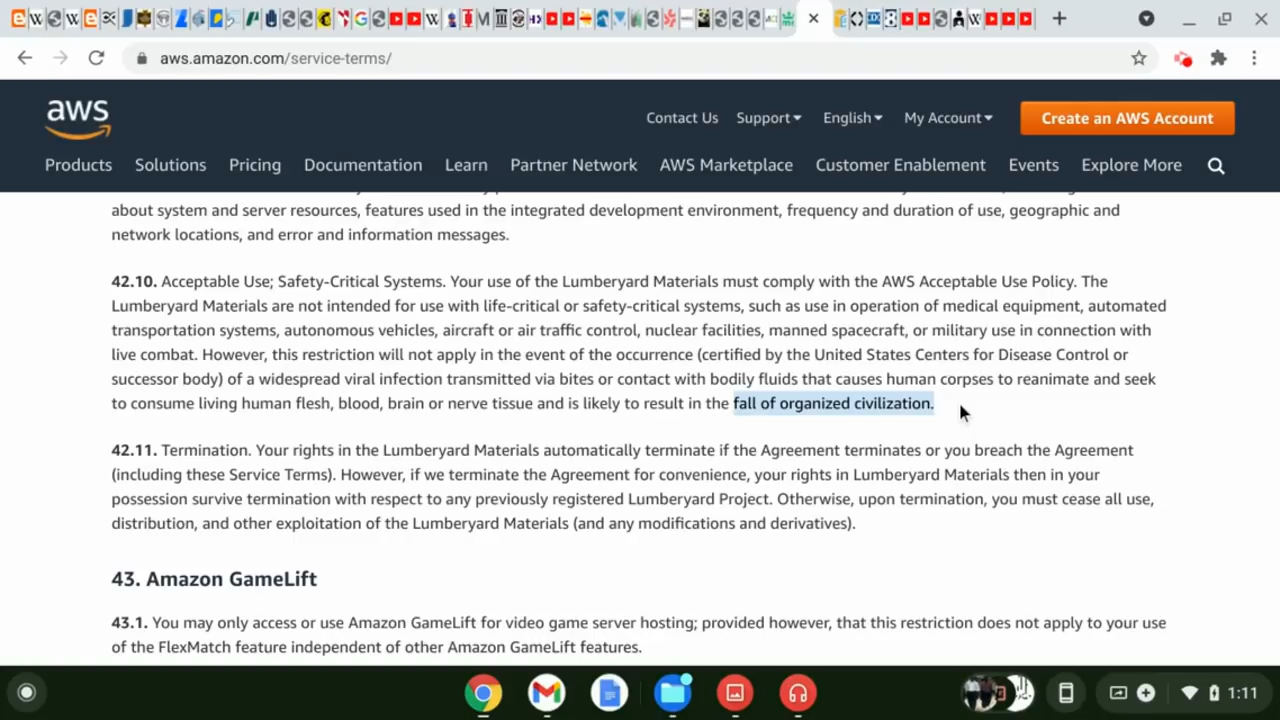 aws.amazon.com/service-terms/
aws
Contact Us Support English My Account Create an AWS Account
Products Solutions Pricing Documentation Learn Partner Network AWS Marketplace Customer Enablement Events Explore More
about system and server resources, features used in the integrated development environment, frequency and duration of use, geographic and
network locations, and error and information messages.
42.10. Acceptable Use; Safety-Critical Systems. Your use of the Lumberyard Materials must comply with the AWS Acceptable Use Policy. The
Lumberyard Materials are not intended for use with life-critical or safety-critical systems, such as use in operation of medical equipment, automated
transportation systems, autonomous vehicles, aircraft or air traffic control, nuclear facilities, manned spacecraft, or military use in connection with
live combat. However, this restriction will not apply in the event of the occurrence (certified by the United States Centers for Disease Control or
successor body) of a widespread viral infection transmitted via bites or contact with bodily fluids that causes human corpses to reanimate and seek
to consume living human flesh, blood, brain or nerve tissue and is likely to result in the fall of organized civilization.
42.11. Termination. Your rights in the Lumberyard Materials automatically terminate if the Agreement terminates or you breach the Agreement
(including these Service Terms). However, if we terminate the Agreement for convenience, your rights in Lumberyard Materials then in your
possession survive termination with respect to any previously registered Lumberyard Project. Otherwise, upon termination, you must cease all use,
distribution, and other exploitation of the Lumberyard Materials (and any modifications and derivatives).
43. Amazon GameLift
43.1. You may only access or use Amazon GameLift for video game server hosting; provided however, that this restriction does not apply to your use
of the FlexMatch feature independent of other Amazon GameLift features.
1:11